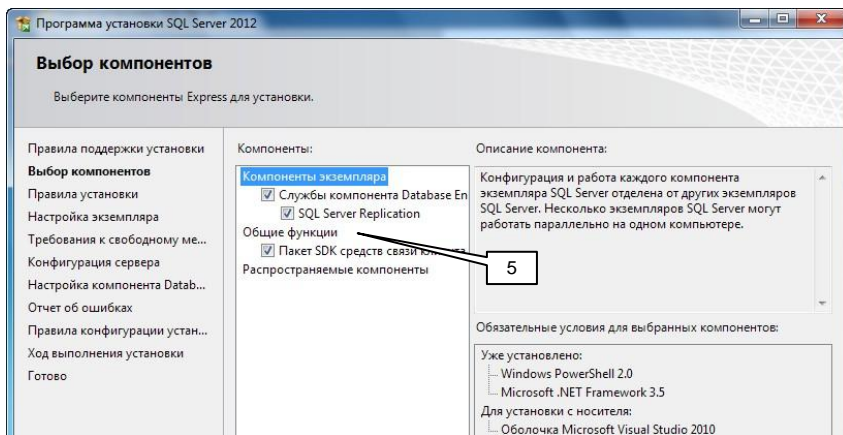 Программа установки SQL Server 2012
Выбор компонентов
Выберите компоненты Express для установки.
Правила поддержки установки
Выбор компонентов
Правила установки
Настройка экземпляра
Требования к свободному ме...
Конфигурация сервера
Настройка компонента Datab...
Отчет об ошибках
Правила конфигурации устан...
Ход выполнения установки
Готово
Компоненты:
Компоненты экземпляра
Службы компонента Database En
SQL Server Replication
Общие функции
Пакет SDK средств связи клиента
Распространяемые компоненты
5
Описание компонента:
Конфигурация и работа каждого компонента
экземпляра SQL Server отделена от других экземпляров
SQL Server. Несколько экземпляров SQL Server могут
работать параллельно на одном компьютере.
Обязательные условия для выбранных компонентов:
Уже установлено:
Windows PowerShell 2.0
Microsoft .NET Framework 3.5
Для установки с носителя:
Оболочка Microsoft Visual Studio 2010